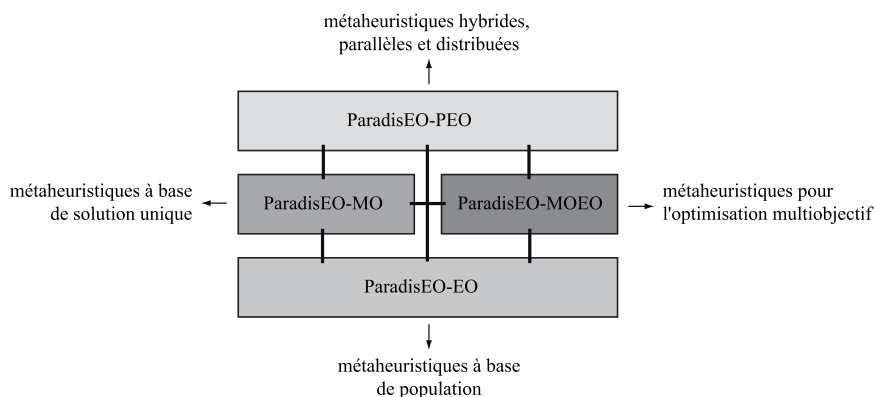 métaheuristiques hybrides,
parallèles et distribuées
ParadisEO-PEO
métaheuristiques à base
de solution unique
ParadisEO-MO
ParadisEO-MOEO
métaheuristiques pour
l'optimisation multiobjectif
ParadisEO-EO
métaheuristiques à base
de population